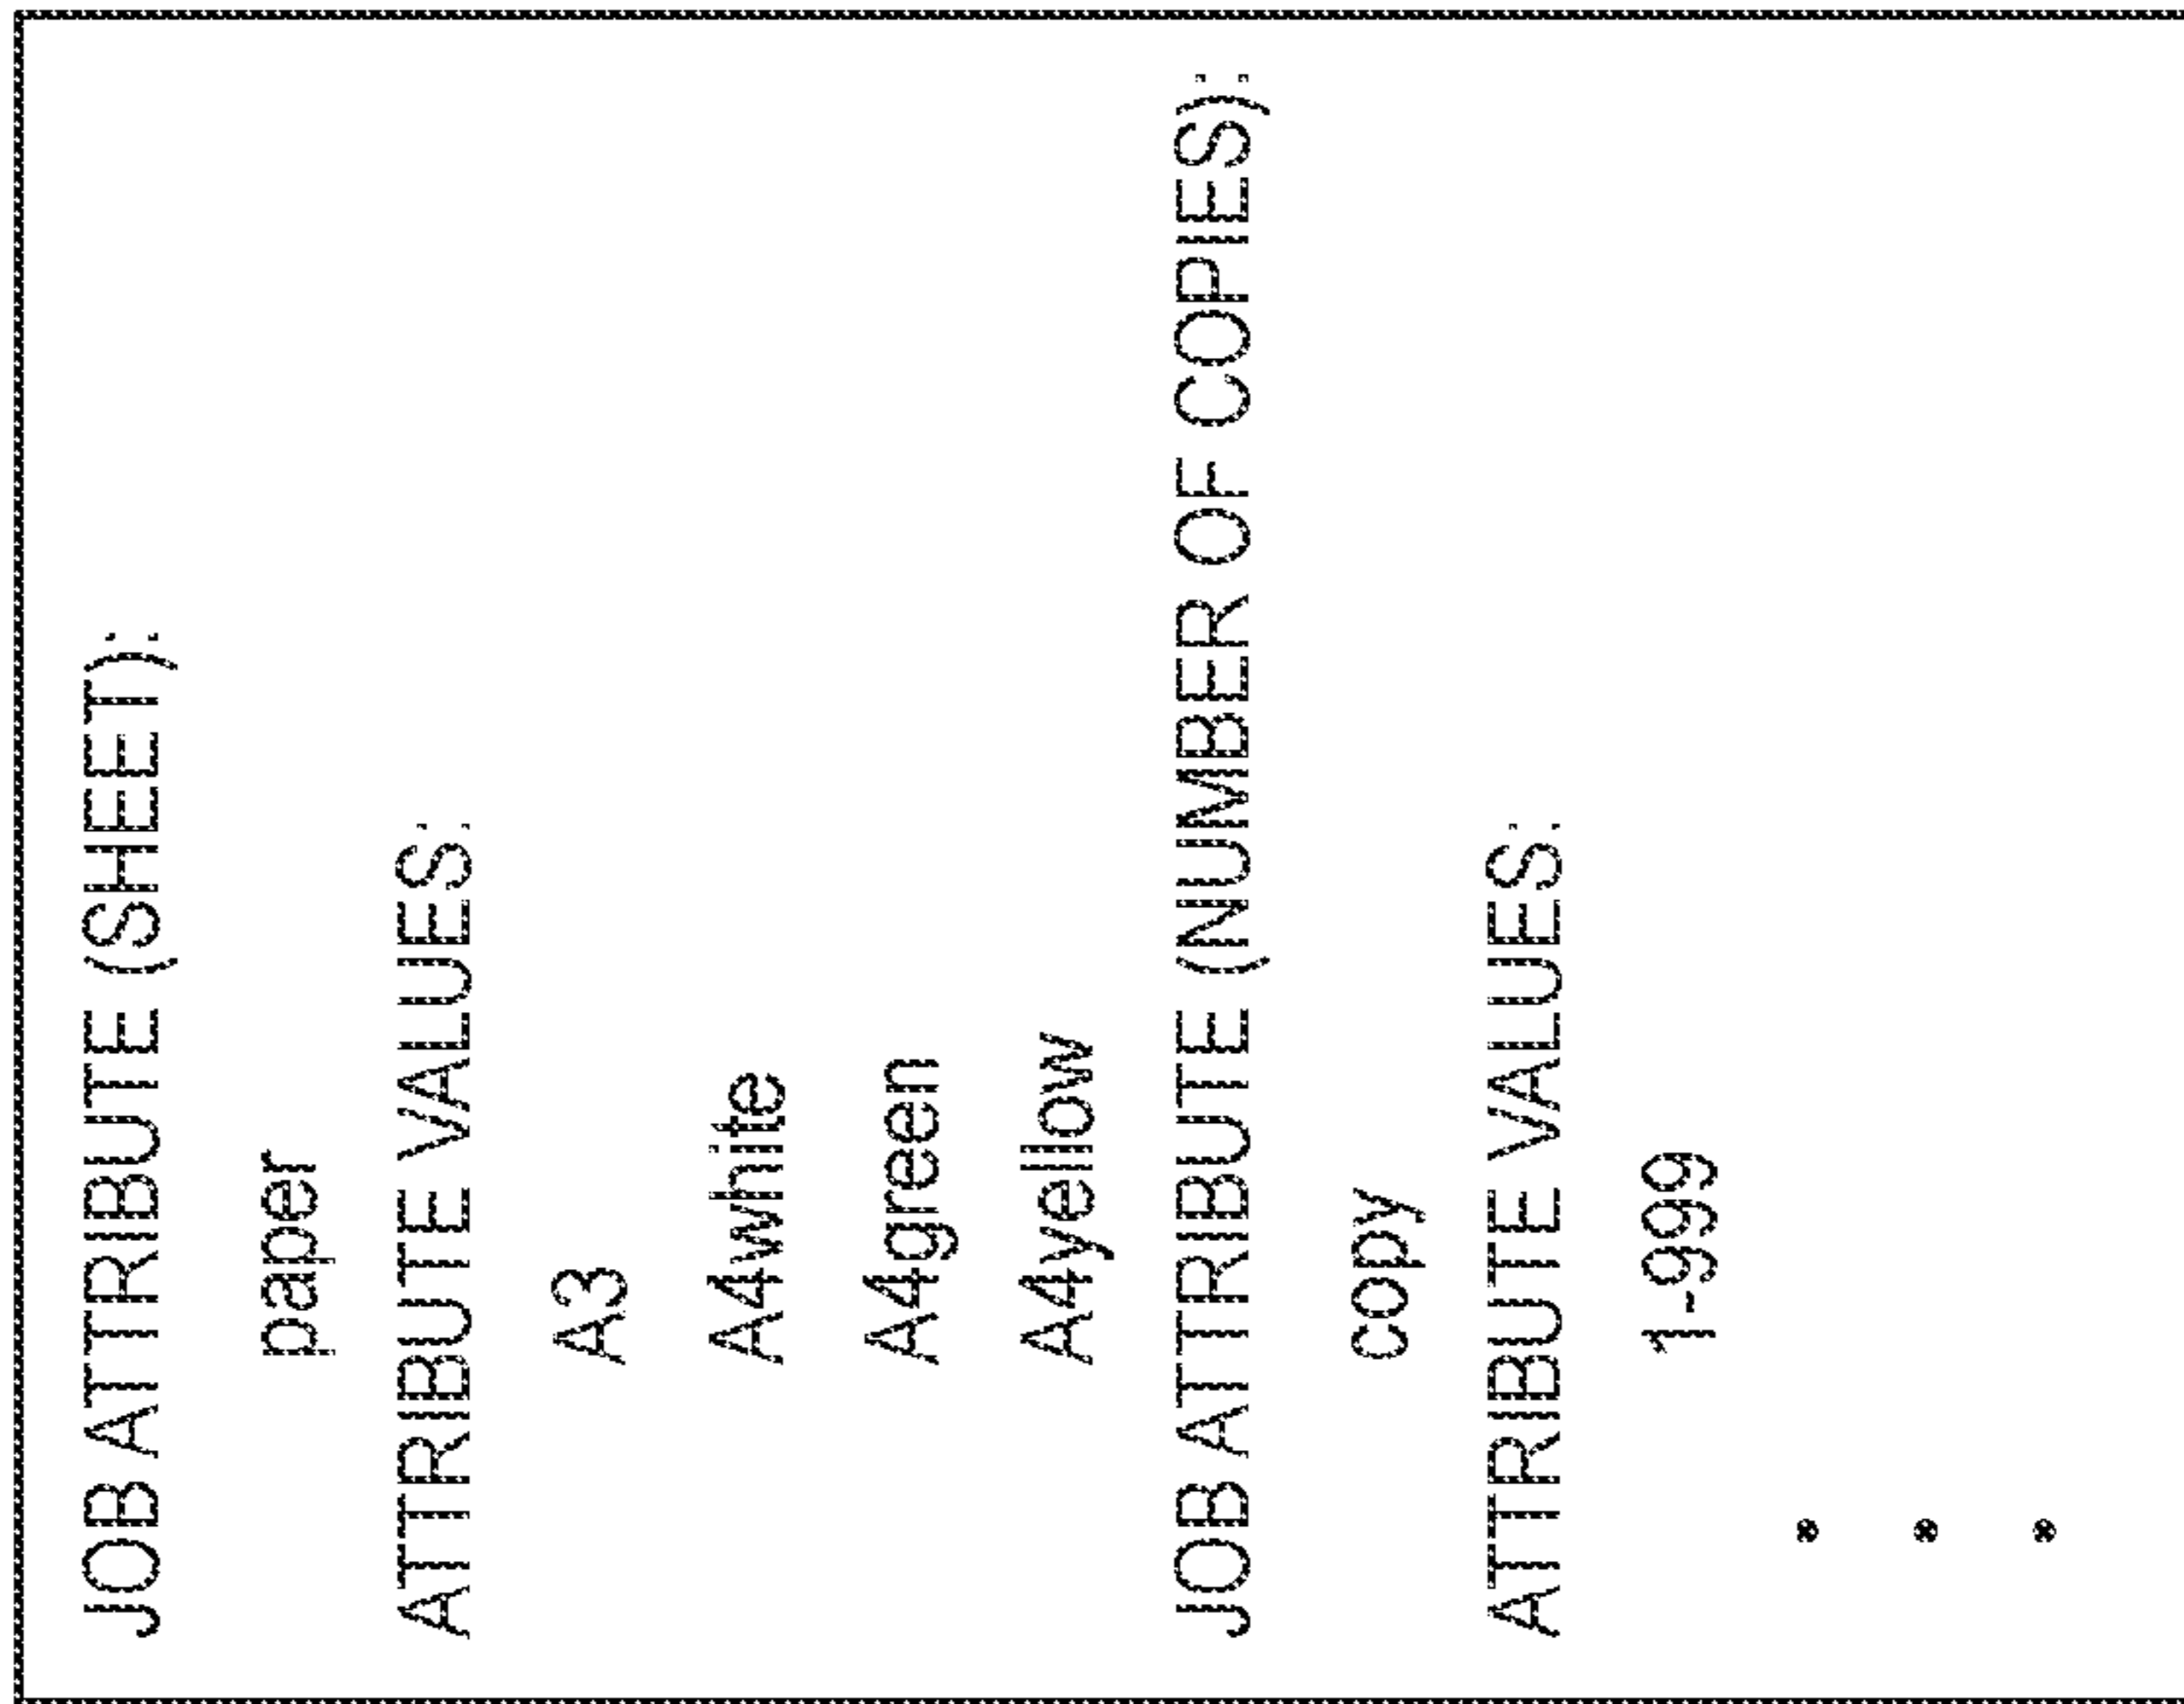 JOB ATTRIBUTE (SHEET):
paper
ATTRIBUTE VALUES:
A3
A4white
A4green
A4yellow
JOB ATTRIBUTE (NUMBER OF COPIES):
copy
ATTRIBUTE VALUES:
1-999